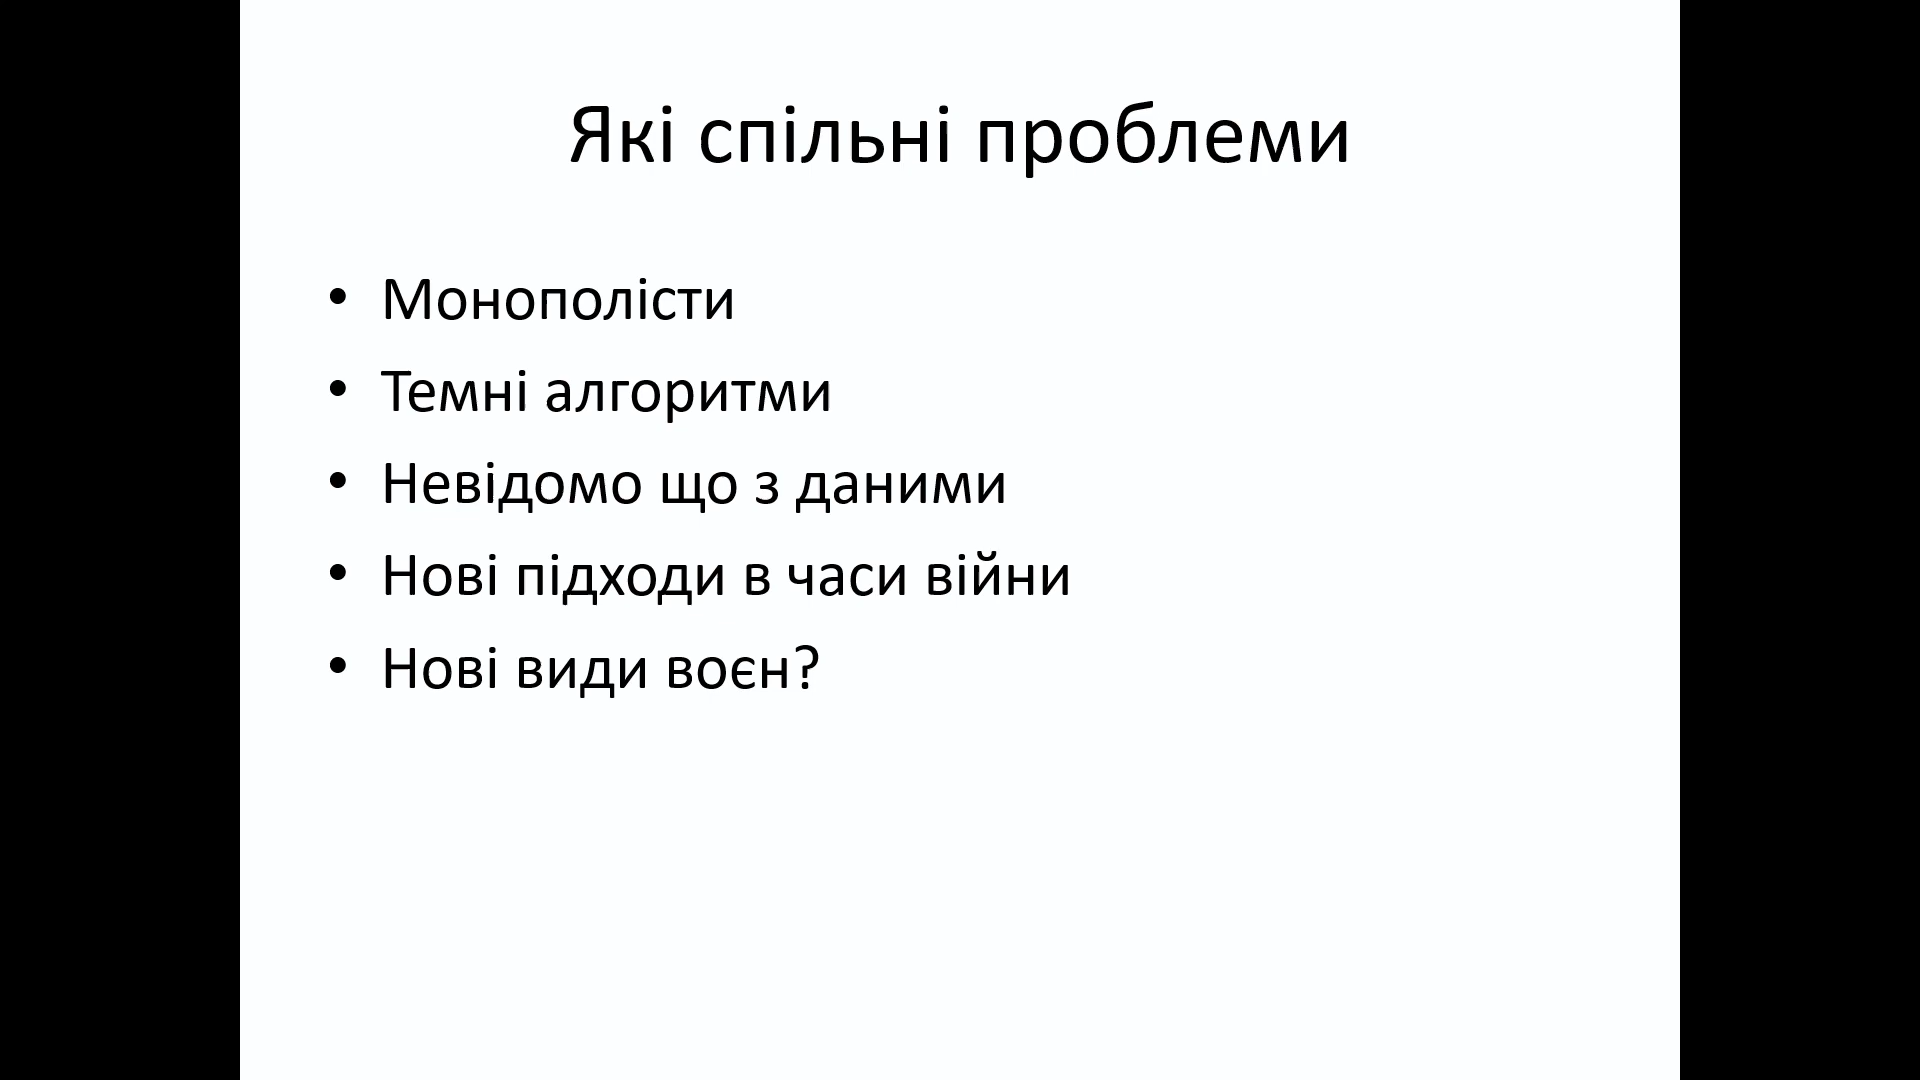 Які спільні проблеми
• Монополісти
• Темні алгоритми
• Невідомо що з даними
• Нові підходи в часи війни
• Нові види воєн?